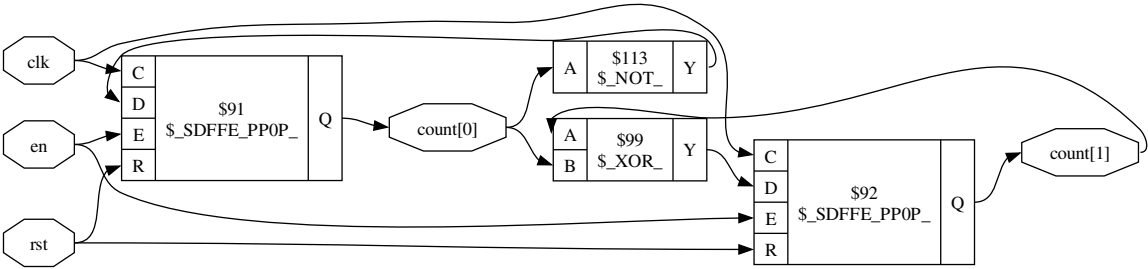 clk
en
rst
C
D
E
R
$91
$_SDFFE_PP0P_
Q
count[0]
A
$113
$_NOT_
Y
A
B
$99
$_XOR_
Y
C
D
E
R
$92
$_SDFFE_PP0P_
Q
count[1]